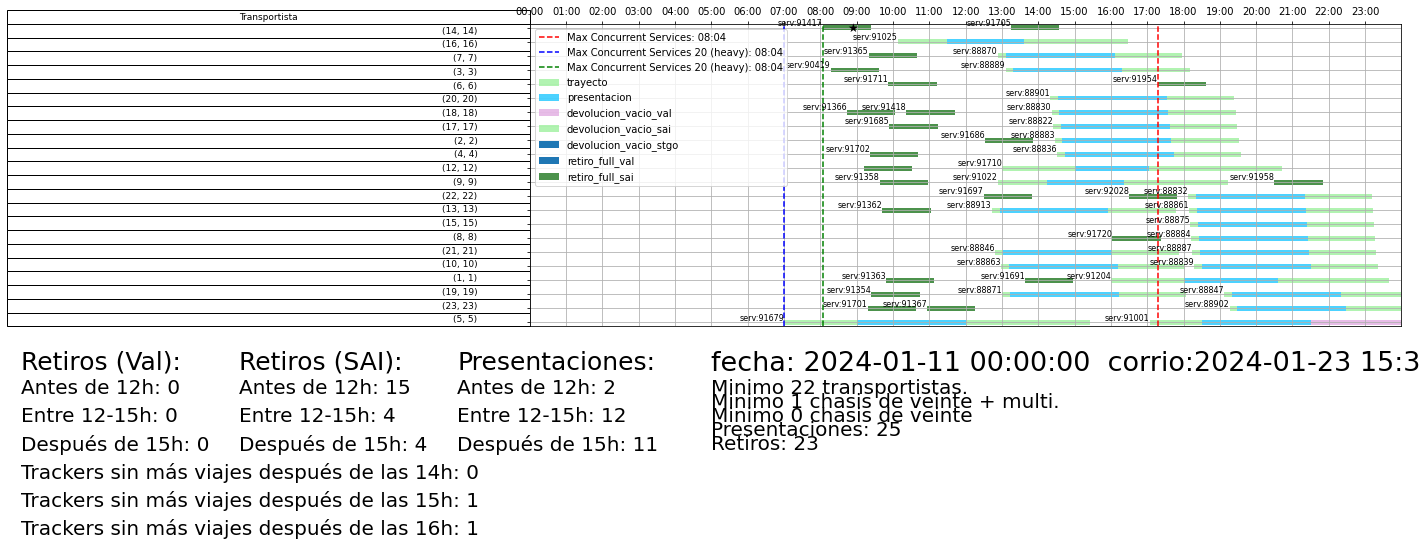 Transportista
00:00 01:00 02:00 03:00 04:00 05:00 06:00 07:00 08:00 09:00 10:00 11:00 12:00 13:00 14:00 15:00 16:00 17:00 18:00 19:00 20:00 21:00 22:00 23:00
(14, 14)
(16, 16)
(7, 7)
(3, 3)
(6, 6)
(20, 20)
(18, 18)
(17, 17)
(2, 2)
(4, 4)
(12, 12)
(9, 9)
(22, 22)
(13, 13)
(15, 15)
(8, 8)
(21, 21)
(10, 10)
(1, 1)
(19, 19)
(23, 23)
(5, 5)
Max Concurrent Services: 08:04
Max Concurrent Services 20 (heavy): 08:04
Max Concurrent Services 20 (heavy): 08:04
trayecto
presentacion
devolucion_vacio_val
devolucion_vacio_sai
devolucion_vacio_stgo
retiro_full_val
retiro_full_sai
serv:91417 serv:91705
serv:91025
serv:91365 serv:88870
serv:90419 serv:88889
serv:91711 serv:91954
serv:88901
serv:91366 serv:91418 serv:88830
serv:91685 serv:88822
serv:91686 serv:88883
serv:91702 serv:88836
serv:91710
serv:91358 serv:91022 serv:91958
serv:91697 serv:92028 serv:88832
serv:91362 serv:88913 serv:88861
serv:88875
serv:91720 serv:88884
serv:88846 serv:88887
serv:88863 serv:88839
serv:91363 serv:91691 serv:91204
serv:91354 serv:88871 serv:88847
serv:91701 serv:91367 serv:88902
serv:91679 serv:91001
Retiros (Val):
Antes de 12h: 0
Entre 12-15h: 0
Después de 15h: 0
Retiros (SAI):
Antes de 12h: 15
Entre 12-15h: 4
Después de 15h: 4
Presentaciones:
Antes de 12h: 2
Entre 12-15h: 12
Después de 15h: 11
Trackers sin más viajes después de las 14h: 0
Trackers sin más viajes después de las 15h: 1
Trackers sin más viajes después de las 16h: 1
fecha: 2024-01-11 00:00:00 corrio:2024-01-23 15:3
Minimo 22 transportistas.
Minimo 1 chasis de veinte + multi.
Minimo 0 chasis de veinte
Presentaciones: 25
Retiros: 23